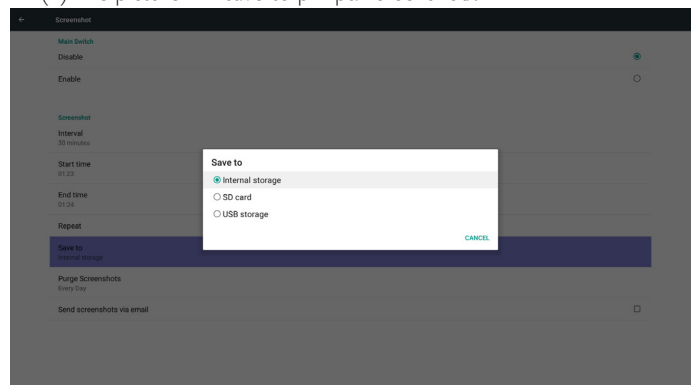 Screenshot
Main Switch
Disable
Enable
Screenshot
Interval
30 minutes
Start time
01:23
End time
01:24
Repeat
Save to
Internal storage
Purge Screenshots
Every Day
Send screenshots via email
Save to
Internal storage
SD card
USB storage
CANCEL